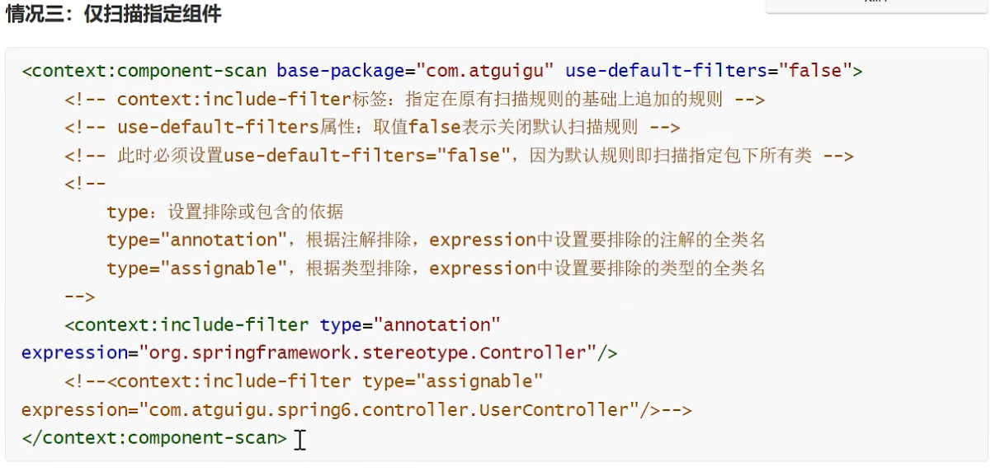 情况三：仅扫描指定组件
<context:component-scan base-package="com.atguigu" use-default-filters="false">
<!-- context:include-filter标签：指定在原有扫描规则的基础上追加的规则 -->
<!-- use-default-filters属性：取值false表示关闭默认扫描规则 -->
<!-- 此时必须设置use-default-filters="false"，因为默认规则即扫描指定包下所有类 -->
<!--
type：设置排除或包含的依据
type="annotation"，根据注解排除，expression中设置要排除的注解的全类名
type="assignable"，根据类型排除，expression中设置要排除的类型的全类名
-->
<context:include-filter type="annotation"
expression="org.springframework.stereotype.Controller"/>
<!--<context:include-filter type="assignable"
expression="com.atguigu.spring6.controller.UserController"/>-->
</context:component-scan>